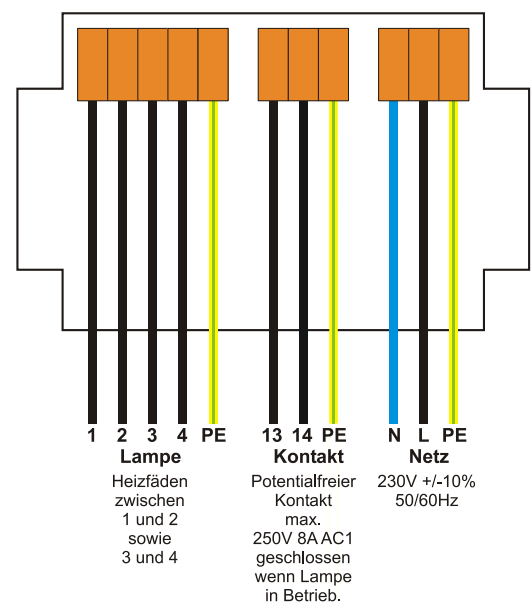 1 2 3 4 PE
Lampe
Heizfäden
zwischen
1 und 2
sowie
3 und 4
13 14 PE
Kontakt
Potentialfreier
Kontakt
max.
250V 8A AC1
geschlossen
wenn Lampe
in Betrieb.
N L PE
Netz
230V +/-10%
50/60Hz